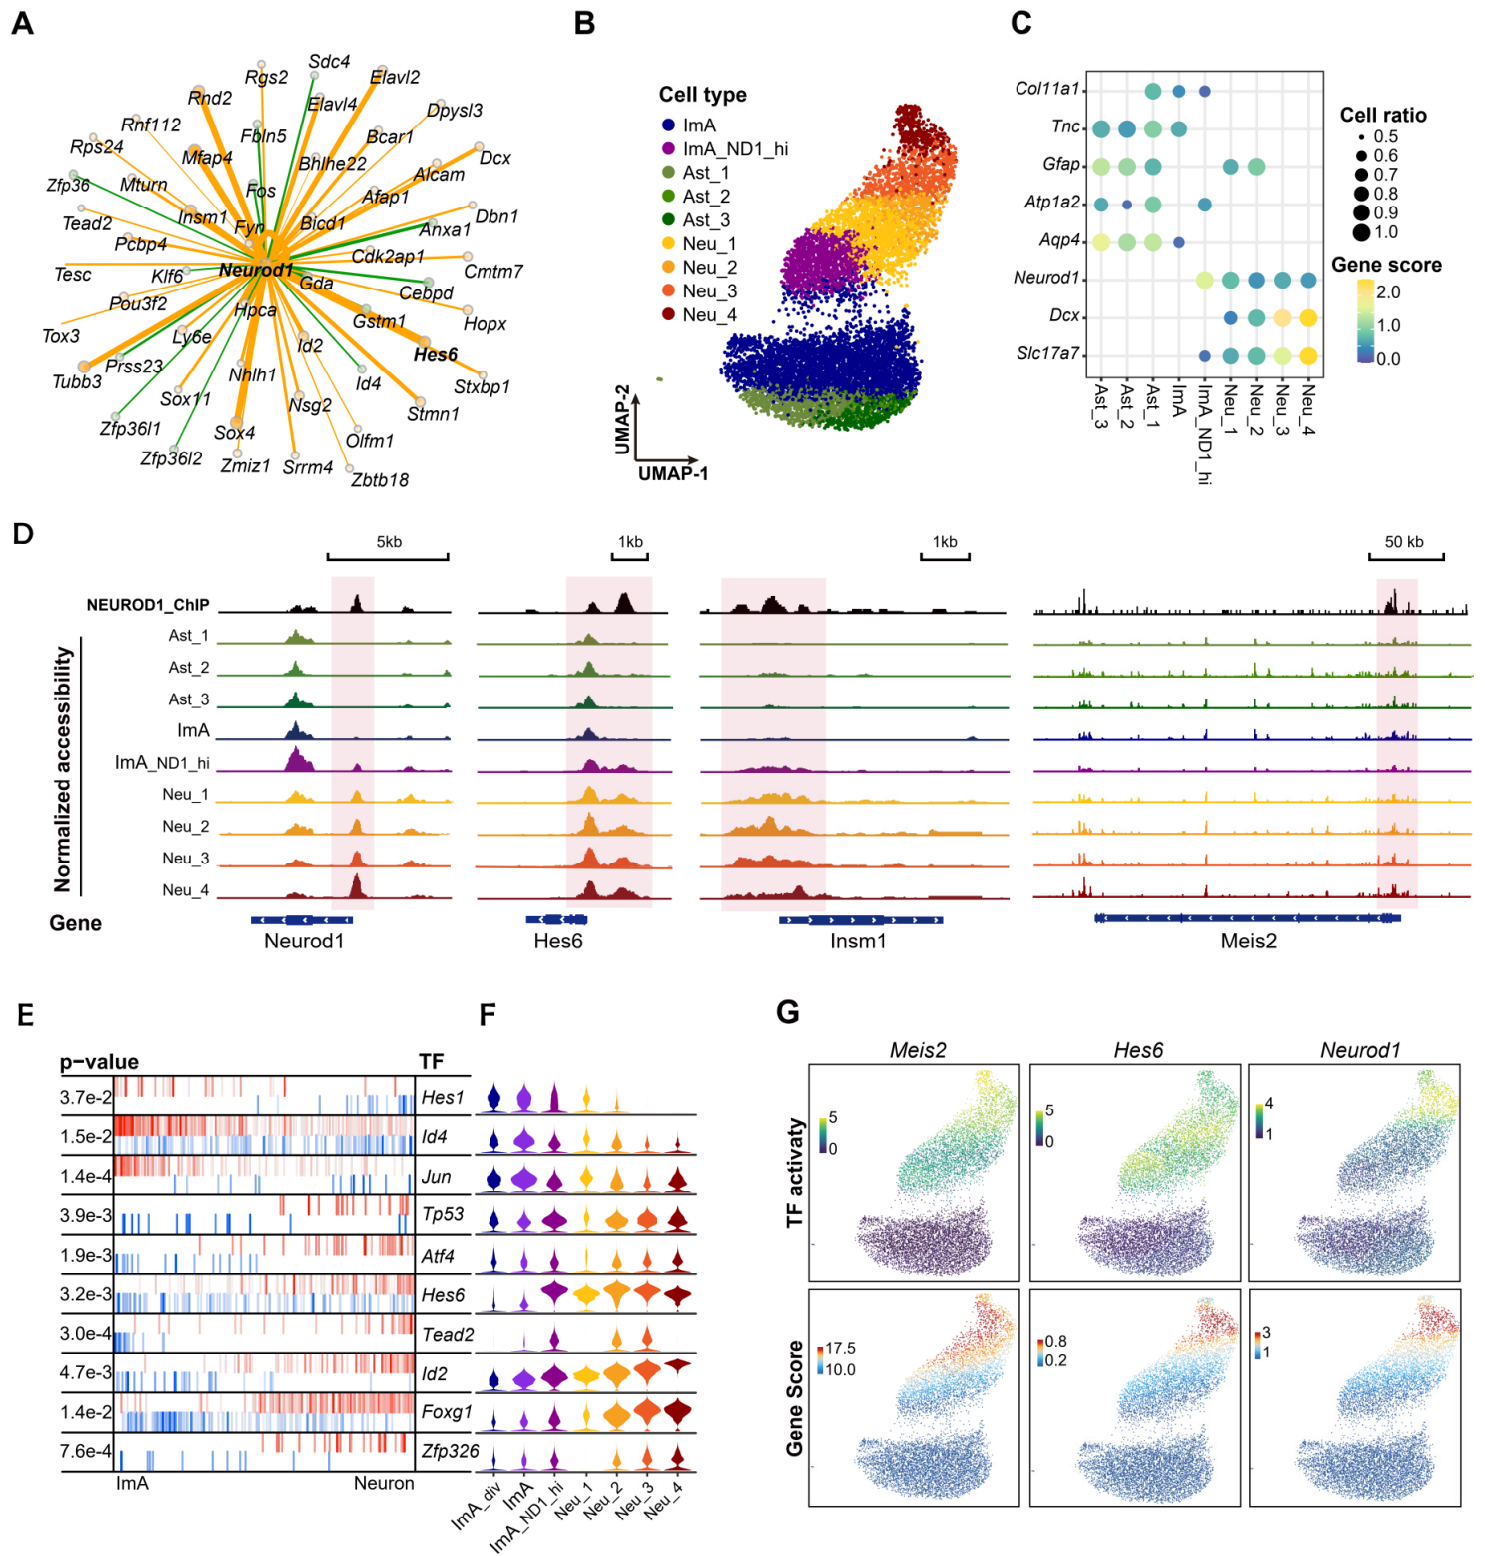 A
Sdc4
Rgs2
Elavl2
Rnd2
Elavl4
Dpysl3
Rnf112
Fbln5
Bcar1
Rps24
Mfap4
Bhlhe22
Dcx
Alcam
Zfp36
Mturn
Fos
Afap1
Insm1
Dbn1
Tead2
Fyn
Bicd1
Anxa1
Pcbp4
Cdk2ap1
Tesc
Klf6
Neurod1
Gda
Cmtm7
Cebpd
Pou3f2
Hpca
Gstm1
Hopx
Tox3
Ly6e
Id2
Hes6
Tubb3
Prss23
Nhlh1
Id4
Stxbp1
Sox11
Nsg2
Stmn1
Zfp36l1
Sox4
Olfm1
Zfp36l2
Zmiz1
Srrm4
Zbtb18
B
Cell type
ImA
ImA_ND1_hi
Ast_1
Ast_2
Ast_3
Neu_1
Neu_2
Neu_3
Neu_4
UMAP-2
UMAP-1
C
Col11a1
Tnc
Gfap
Atp1a2
Aqp4
Neurod1
Dcx
Slc17a7
Ast_3
Ast_2
Ast_1
ImA
ImA_ND1_hi
Neu_1
Neu_2
Neu_3
Neu_4
Cell ratio
0.5
0.6
0.7
0.8
0.9
1.0
Gene score
2.0
1.0
0.0
D
5kb
1kb
1kb
50 kb
NEUROD1_ChIP
Normalized accessibility
Ast_1
Ast_2
Ast_3
ImA
ImA_ND1_hi
Neu_1
Neu_2
Neu_3
Neu_4
Gene
Neurod1
Hes6
Insm1
Meis2
E
p−value
TF
3.7e-2
Hes1
1.5e-2
Id4
1.4e-4
Jun
3.9e-3
Tp53
1.9e-3
Atf4
3.2e-3
Hes6
3.0e-4
Tead2
4.7e-3
Id2
1.4e-2
Foxg1
7.6e-4
Zfp326
ImA
Neuron
F
ImA_div
ImA
ImA_ND1_hi
Neu_1
Neu_2
Neu_3
Neu_4
G
Meis2
Hes6
Neurod1
TF activaty
5
0
5
0
4
1
Gene Score
17.5
10.0
0.8
0.2
3
1